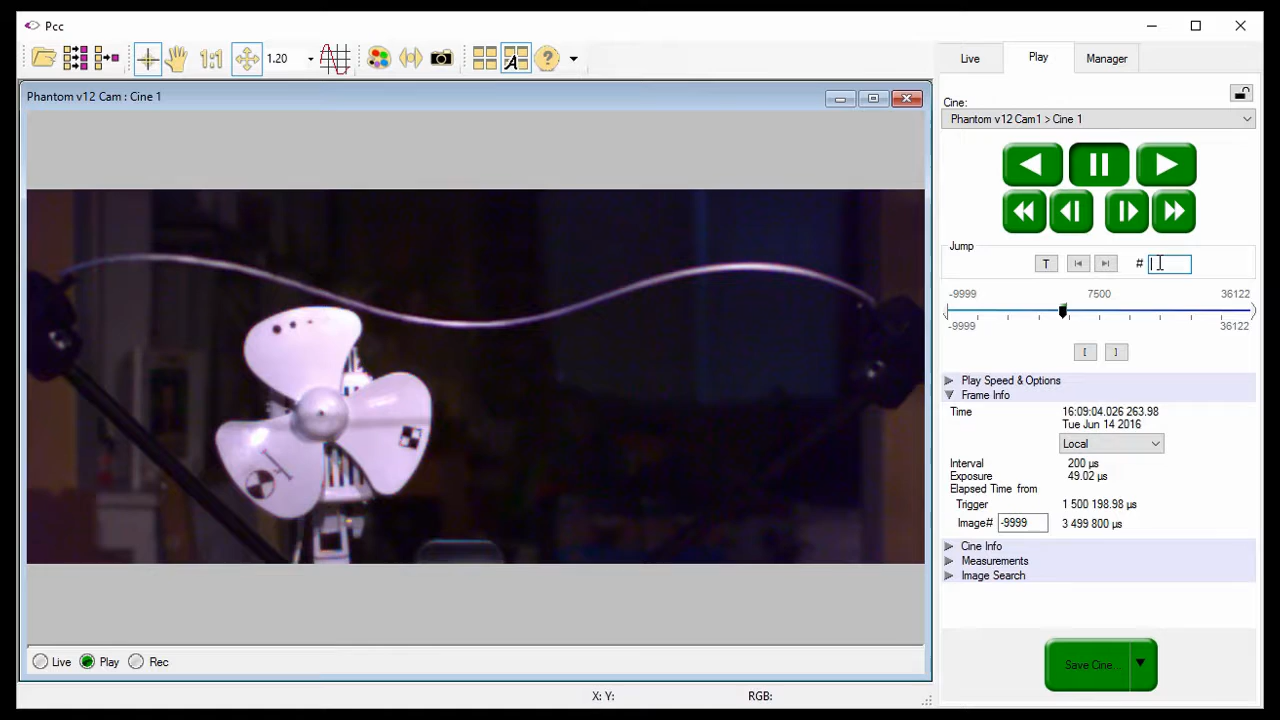 Pcc
1:1
1.20
A
?
Live
Play
Manager
Phantom v12 Cam : Cine 1
Cine:
Phantom v12 Cam1 > Cine 1
Jump
T
#
-9999
7500
36122
-9999
36122
[
]
Play Speed & Options
Frame Info
Time
16:09:04.026 263.98
Tue Jun 14 2016
Local
Interval
200 µs
Exposure
49.02 µs
Elapsed Time from
Trigger
1 500 198.98 µs
Image#
-9999
3 499 800 µs
Cine Info
Measurements
Image Search
Save Cine...
Live
Play
Rec
X: Y:
RGB: